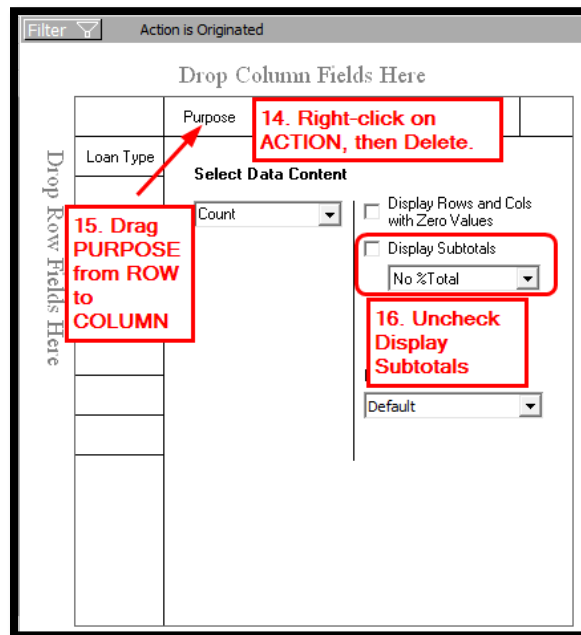 Filter Action is Originated
Drop Column Fields Here
Purpose
14. Right-click on
ACTION, then Delete.
Drop Row Fields Here
Loan Type
Select Data Content
Count
Display Rows and Cols
with Zero Values
15. Drag
PURPOSE
from ROW
to
COLUMN
Display Subtotals
No %Total
16. Uncheck
Display
Subtotals
Default